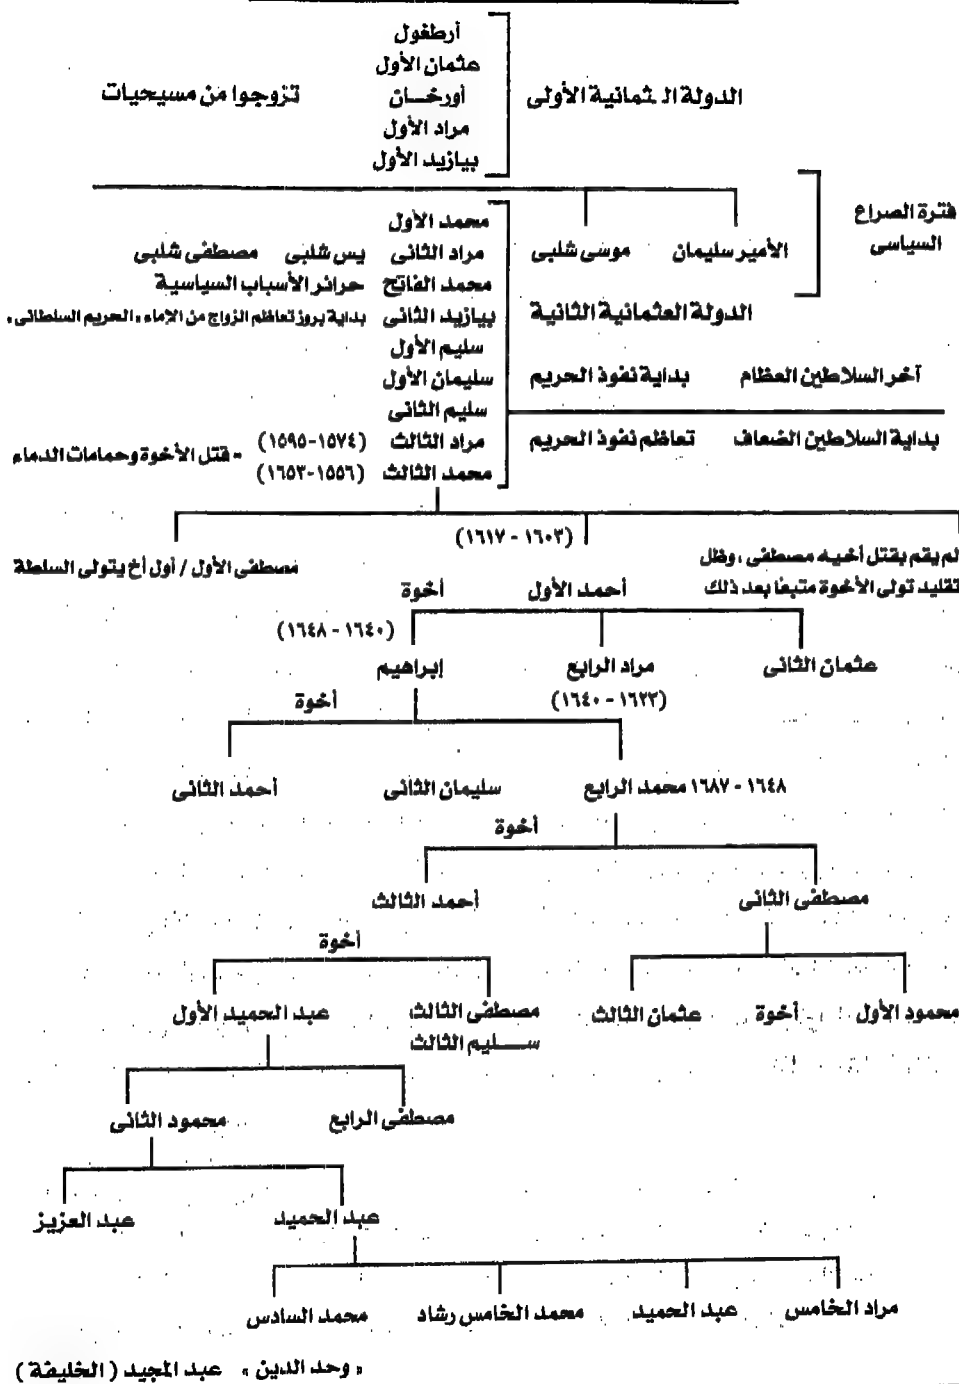 أرطغول
عثمان الأول
الدولة العثمانية الأولى أورخان تزوجوا من مسيحيات
مراد الأول
بيازيد الأول
فترة الصراع
السياسى
محمد الأول
الأمير سليمان موسى شلبى مراد الثانى يس شلبى مصطفى شلبى
محمد الفاتح حرائر الأسباب السياسية
الدولة العثمانية الثانية بيازيد الثانى بداية بروز تعاظم الزواج من الإماء «الحريم السلطانى»
سليم الأول
آخر السلاطين العظام بداية نفوذ الحريم سليمان الأول
سليم الثانى
بداية السلاطين الضعاف تعاظم نفوذ الحريم مراد الثالث (١٥٧٤-١٥٩٥)
محمد الثالث (١٥٥٦-١٦٥٣) = قتل الأخوة وحمامات الدماء
(١٦٠٣ - ١٦١٧)
لم يقم بقتل أخيه مصطفى ، وظل مصطفى الأول / أول أخ يتولى السلطة
تقليد تولى الأخوة متبعا بعد ذلك أحمد الأول أخوة
(١٦٤٠ - ١٦٤٨)
عثمان الثانى مراد الرابع إبراهيم
(١٦٢٣ - ١٦٤٠) أخوة
١٦٤٨ - ١٦٨٧ محمد الرابع سليمان الثانى أحمد الثانى
أخوة
مصطفى الثانى أحمد الثالث
أخوة
محمود الأول أخوة عثمان الثالث مصطفى الثالث عبد الحميد الأول
سليم الثالث
مصطفى الرابع محمود الثانى
عبد الحميد عبد العزيز
مراد الخامس عبد الحميد محمد الخامس رشاد محمد السادس
« وحد الدين » عبد المجيد (الخليفة)